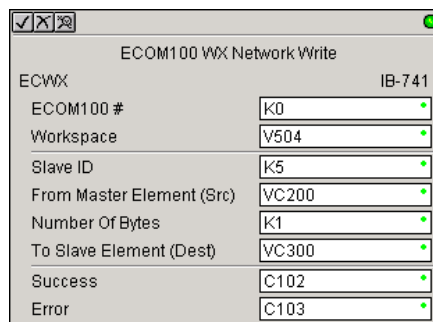 ECOM100 WX Network Write
ECWX IB-741
ECOM100 # K0
Workspace V504
Slave ID K5
From Master Element (Src) VC200
Number Of Bytes K1
To Slave Element (Dest) VC300
Success C102
Error C103